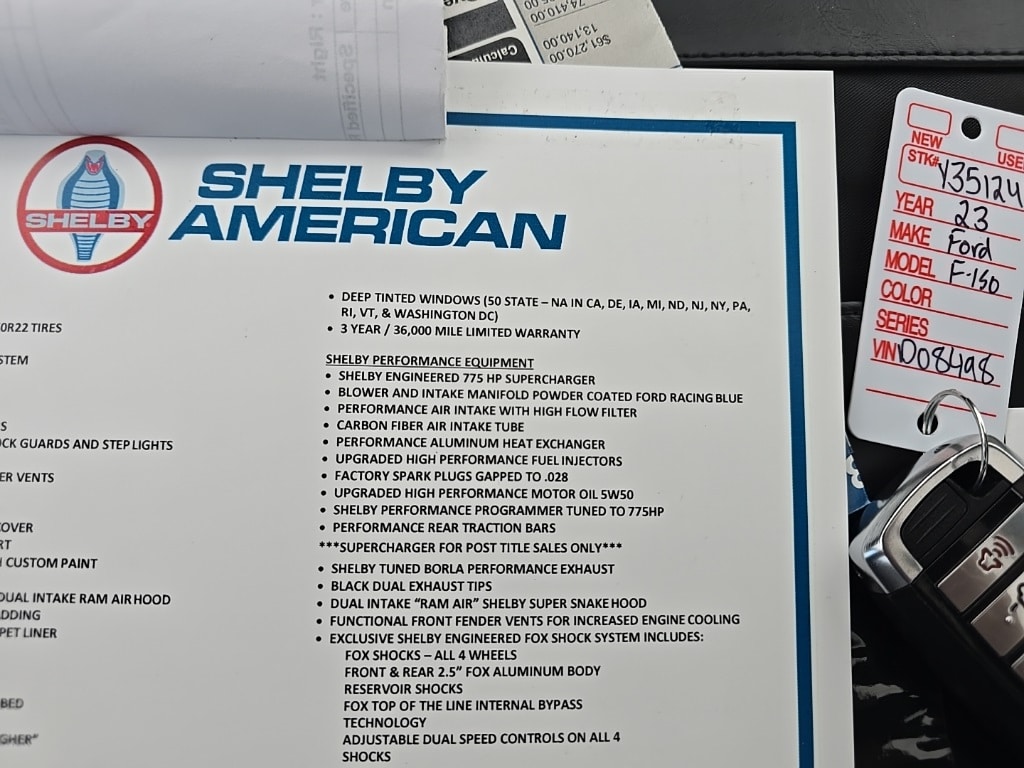 $61,270.00
13,140.00
74,410.00
Right
Specified
SHELBY
SHELBY
AMERICAN
0R22 TIRES
STEM
S
OCK GUARDS AND STEP LIGHTS
ER VENTS
COVER
RT
CUSTOM PAINT
DUAL INTAKE RAM AIR HOOD
ADDING
PET LINER
BED
GHER"
• DEEP TINTED WINDOWS (50 STATE – NA IN CA, DE, IA, MI, ND, NJ, NY, PA,
RI, VT, & WASHINGTON DC)
• 3 YEAR / 36,000 MILE LIMITED WARRANTY
SHELBY PERFORMANCE EQUIPMENT
• SHELBY ENGINEERED 775 HP SUPERCHARGER
• BLOWER AND INTAKE MANIFOLD POWDER COATED FORD RACING BLUE
• PERFORMANCE AIR INTAKE WITH HIGH FLOW FILTER
• CARBON FIBER AIR INTAKE TUBE
• PERFORMANCE ALUMINUM HEAT EXCHANGER
• UPGRADED HIGH PERFORMANCE FUEL INJECTORS
• FACTORY SPARK PLUGS GAPPED TO .028
• UPGRADED HIGH PERFORMANCE MOTOR OIL 5W50
• SHELBY PERFORMANCE PROGRAMMER TUNED TO 775HP
• PERFORMANCE REAR TRACTION BARS
***SUPERCHARGER FOR POST TITLE SALES ONLY***
• SHELBY TUNED BORLA PERFORMANCE EXHAUST
• BLACK DUAL EXHAUST TIPS
• DUAL INTAKE “RAM AIR” SHELBY SUPER SNAKE HOOD
• FUNCTIONAL FRONT FENDER VENTS FOR INCREASED ENGINE COOLING
• EXCLUSIVE SHELBY ENGINEERED FOX SHOCK SYSTEM INCLUDES:
FOX SHOCKS – ALL 4 WHEELS
FRONT & REAR 2.5” FOX ALUMINUM BODY
RESERVOIR SHOCKS
FOX TOP OF THE LINE INTERNAL BYPASS
TECHNOLOGY
ADJUSTABLE DUAL SPEED CONTROLS ON ALL 4
SHOCKS
NEW USE
STK# Y35124
YEAR 23
MAKE Ford
MODEL F-150
COLOR
SERIES
VIN D08498